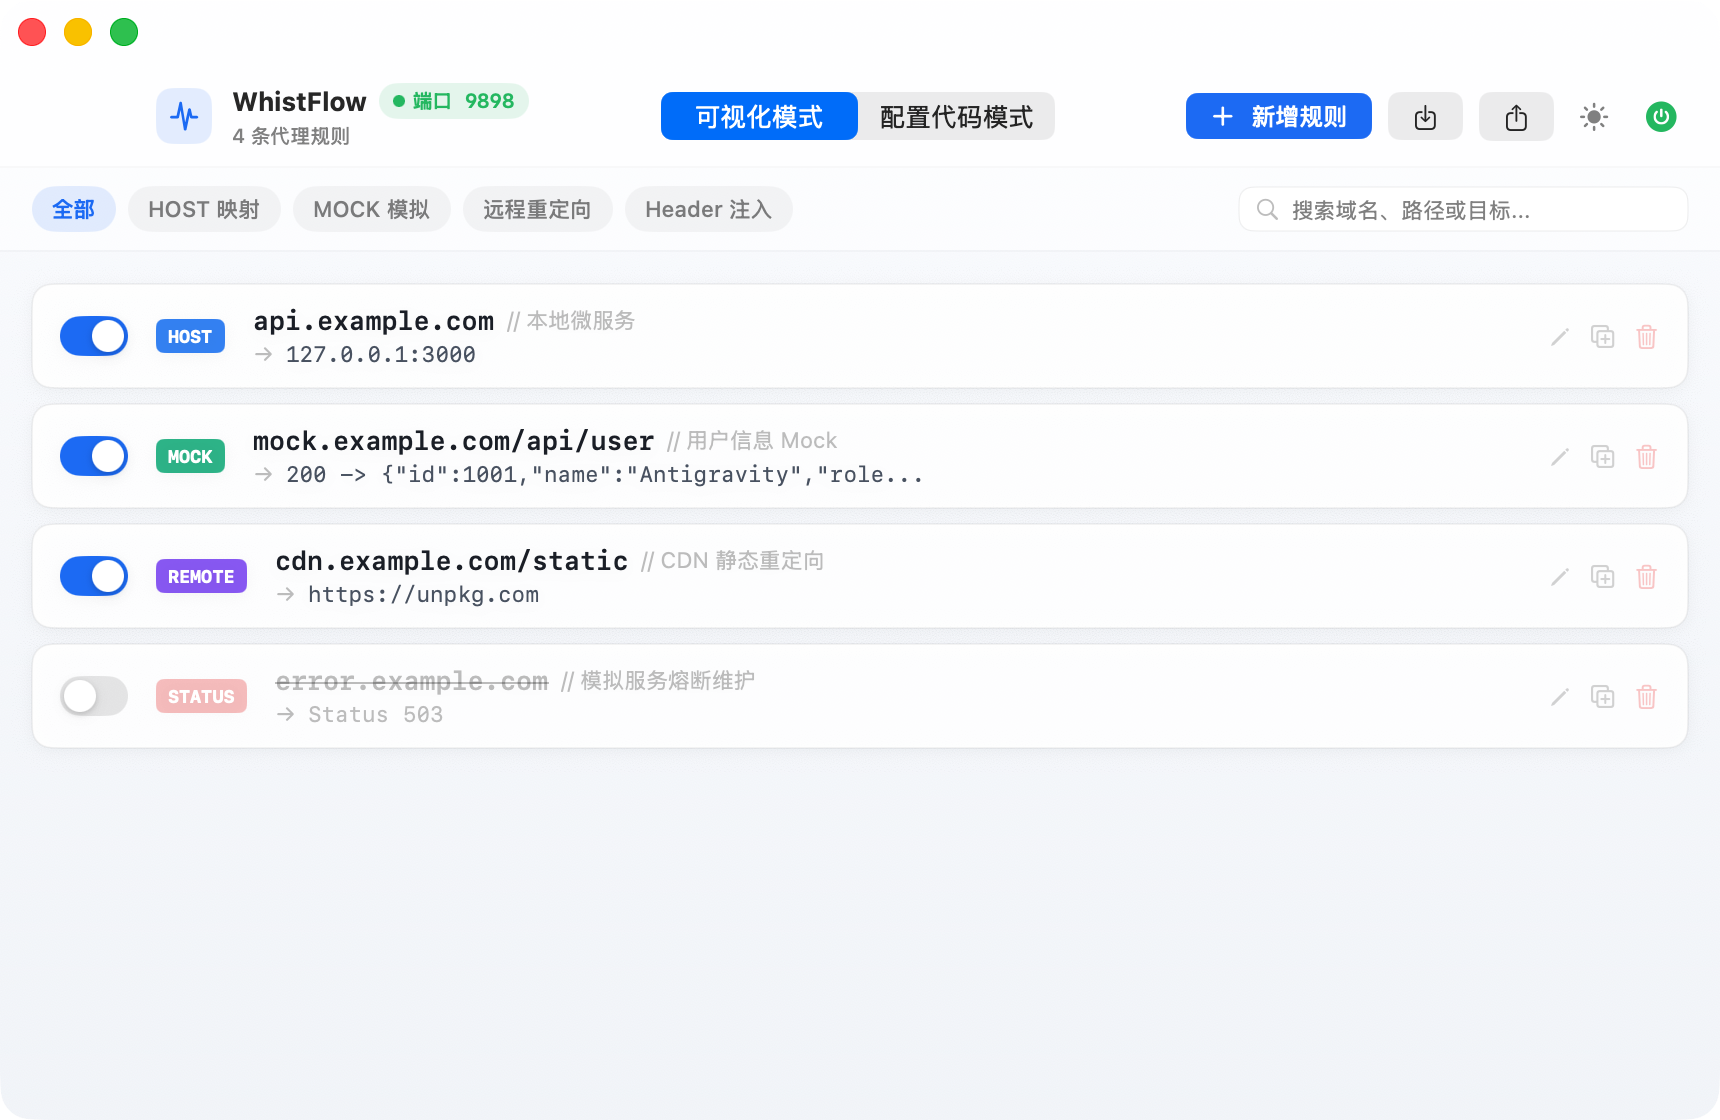 WhistFlow
端口 9898
4 条代理规则
可视化模式
配置代码模式
新增规则
全部
HOST 映射
MOCK 模拟
远程重定向
Header 注入
搜索域名、路径或目标...
HOST
api.example.com // 本地微服务
→ 127.0.0.1:3000
MOCK
mock.example.com/api/user // 用户信息 Mock
→ 200 —> {"id":1001,"name":"Antigravity","role...
REMOTE
cdn.example.com/static // CDN 静态重定向
→ https://unpkg.com
STATUS
error.example.com // 模拟服务熔断维护
→ Status 503